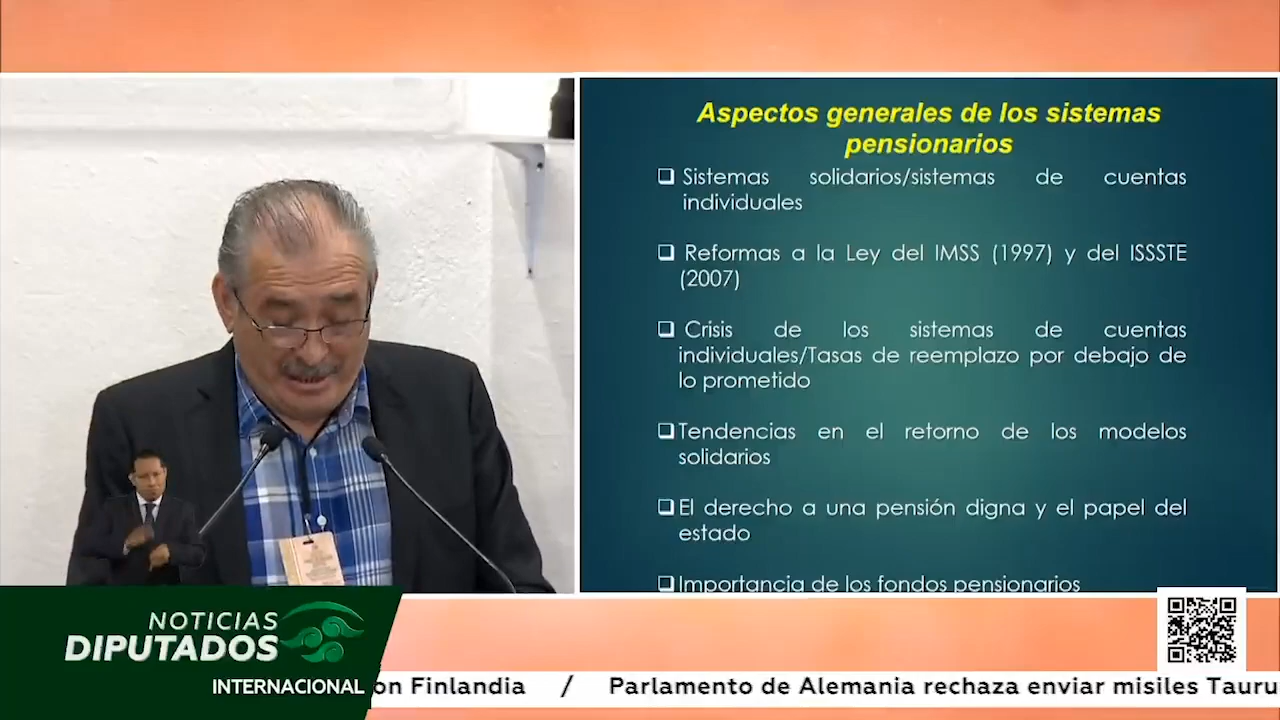 Aspectos generales de los sistemas
pensionarios
Sistemas solidarios/sistemas de cuentas
individuales
Reformas a la Ley del IMSS (1997) y del ISSSTE
(2007)
Crisis de los sistemas de cuentas
individuales/Tasas de reemplazo por debajo de
lo prometido
Tendencias en el retorno de los modelos
solidarios
El derecho a una pensión digna y el papel del
estado
Importancia de los fondos pensionarios
NOTICIAS
DIPUTADOS
INTERNACIONAL
on Finlandia / Parlamento de Alemania rechaza enviar misiles Tauru